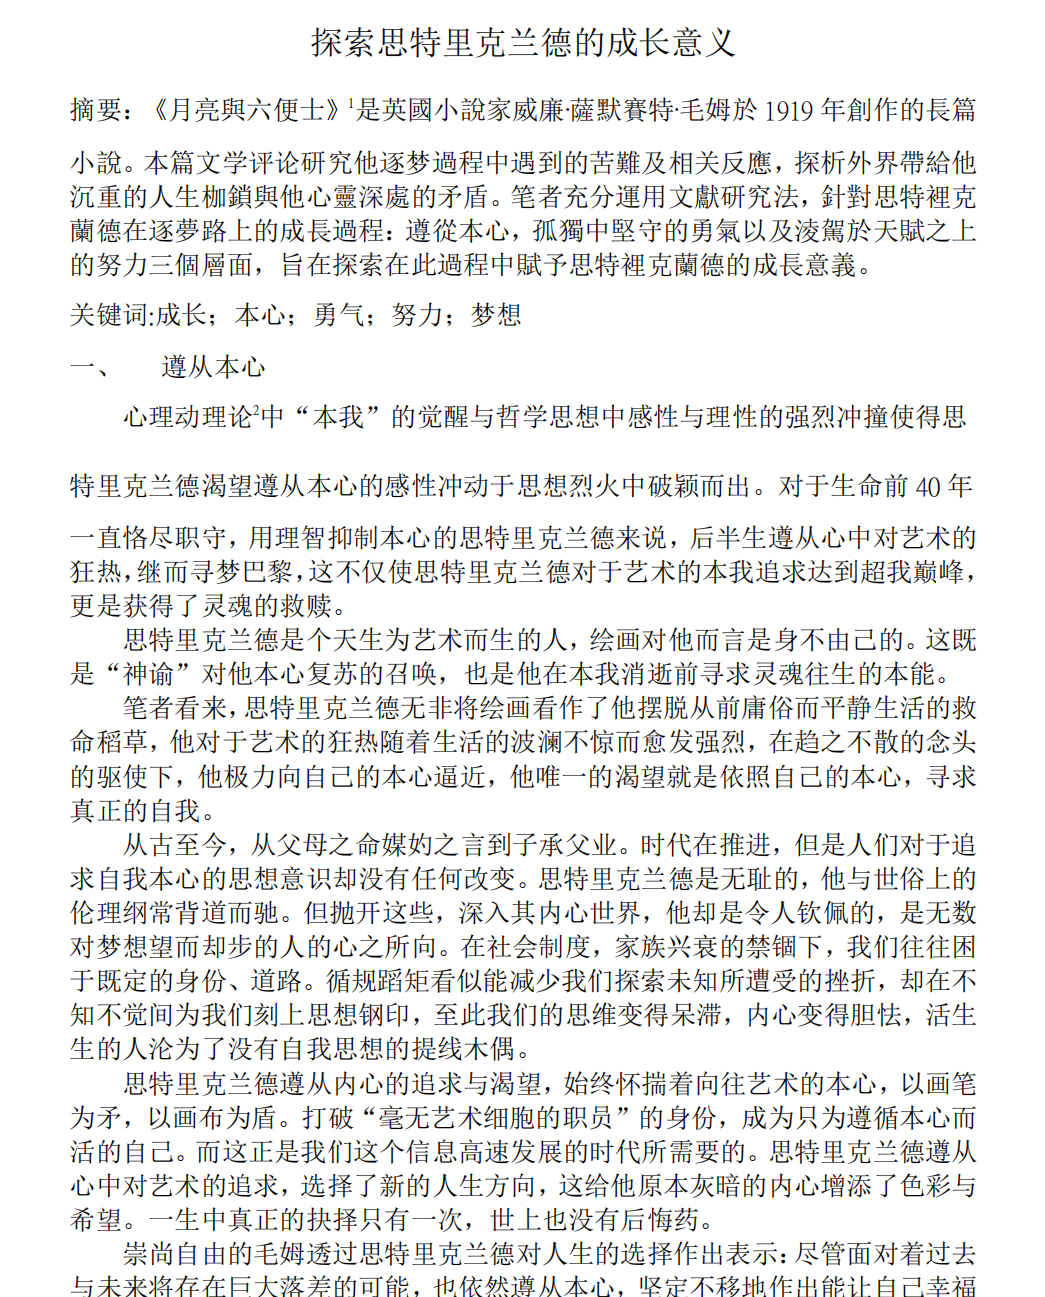 探索思特里克兰德的成长意义
摘要：《月亮與六便士》1是英國小說家威廉·薩默賽特·毛姆於 1919 年創作的長篇
小說。本篇文学评论研究他逐梦過程中遇到的苦難及相关反應，探析外界帶給他
沉重的人生枷鎖與他心靈深處的矛盾。笔者充分運用文獻研究法，針對思特裡克
蘭德在逐夢路上的成長過程：遵從本心，孤獨中堅守的勇氣以及淩駕於天賦之上
的努力三個層面，旨在探索在此過程中賦予思特裡克蘭德的成長意義。
关键词:成长；本心；勇气；努力；梦想
一、 遵从本心
心理动理论2中“本我”的觉醒与哲学思想中感性与理性的强烈冲撞使得思
特里克兰德渴望遵从本心的感性冲动于思想烈火中破颖而出。对于生命前 40 年
一直恪尽职守，用理智抑制本心的思特里克兰德来说，后半生遵从心中对艺术的
狂热，继而寻梦巴黎，这不仅使思特里克兰德对于艺术的本我追求达到超我巅峰，
更是获得了灵魂的救赎。
思特里克兰德是个天生为艺术而生的人，绘画对他而言是身不由己的。这既
是“神谕”对他本心复苏的召唤，也是他在本我消逝前寻求灵魂往生的本能。
笔者看来，思特里克兰德无非将绘画看作了他摆脱从前庸俗而平静生活的救
命稻草，他对于艺术的狂热随着生活的波澜不惊而愈发强烈，在趋之不散的念头
的驱使下，他极力向自己的本心逼近，他唯一的渴望就是依照自己的本心，寻求
真正的自我。
从古至今，从父母之命媒妁之言到子承父业。时代在推进，但是人们对于追
求自我本心的思想意识却没有任何改变。思特里克兰德是无耻的，他与世俗上的
伦理纲常背道而驰。但抛开这些，深入其内心世界，他却是令人钦佩的，是无数
对梦想望而却步的人的心之所向。在社会制度，家族兴衰的禁锢下，我们往往困
于既定的身份、道路。循规蹈矩看似能减少我们探索未知所遭受的挫折，却在不
知不觉间为我们刻上思想钢印，至此我们的思维变得呆滞，内心变得胆怯，活生
生的人沦为了没有自我思想的提线木偶。
思特里克兰德遵从内心的追求与渴望，始终怀揣着向往艺术的本心，以画笔
为矛，以画布为盾。打破“毫无艺术细胞的职员”的身份，成为只为遵循本心而
活的自己。而这正是我们这个信息高速发展的时代所需要的。思特里克兰德遵从
心中对艺术的追求，选择了新的人生方向，这给他原本灰暗的内心增添了色彩与
希望。一生中真正的抉择只有一次，世上也没有后悔药。
崇尚自由的毛姆透过思特里克兰德对人生的选择作出表示：尽管面对着过去
与未来将存在巨大落差的可能，也依然遵从本心，坚定不移地作出能让自己幸福